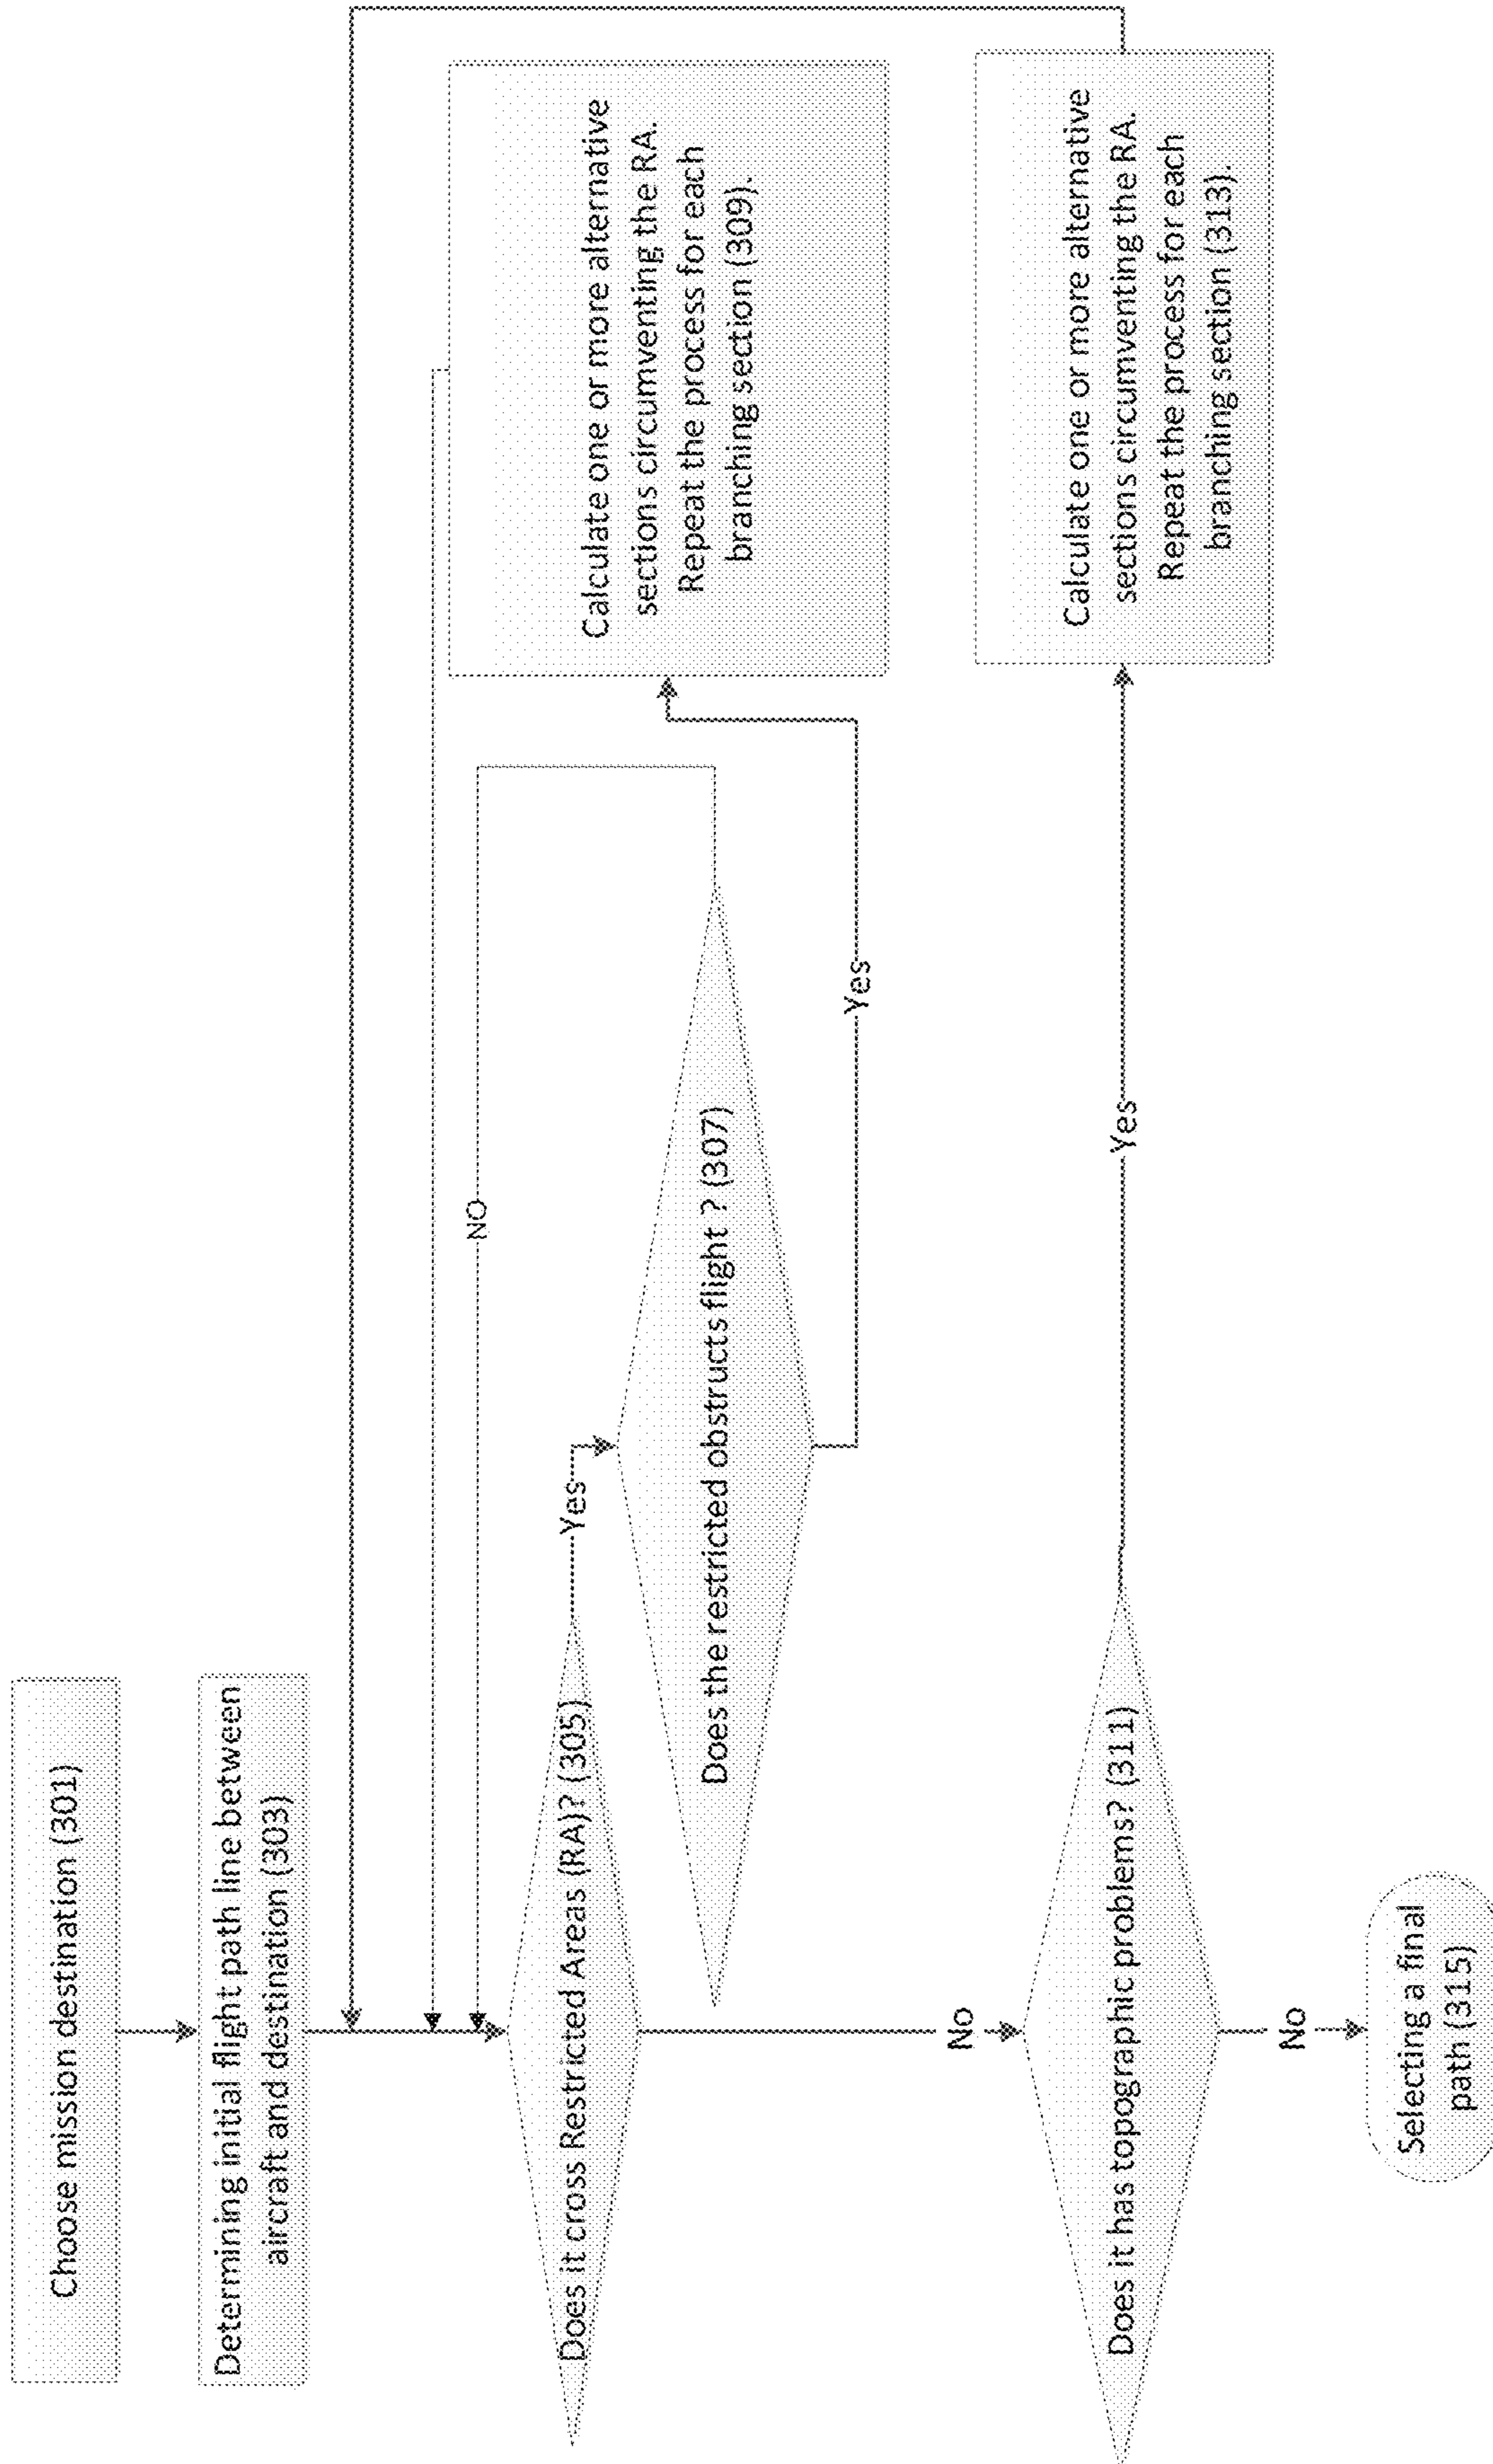 Choose mission destination (301)
Determining initial flight path line between
aircraft and destination (303)
Does it cross Restricted Areas (RA)? (305)
Yes
NO
Does the restricted obstructs flight ? (307)
Yes
Calculate one or more alternative
sections circumventing the RA.
Repeat the process for each
branching section (309).
No
Does it has topographic problems? (311)
Yes
Calculate one or more alternative
sections circumventing the RA.
Repeat the process for each
branching section (313).
No
Selecting a final
path (315)